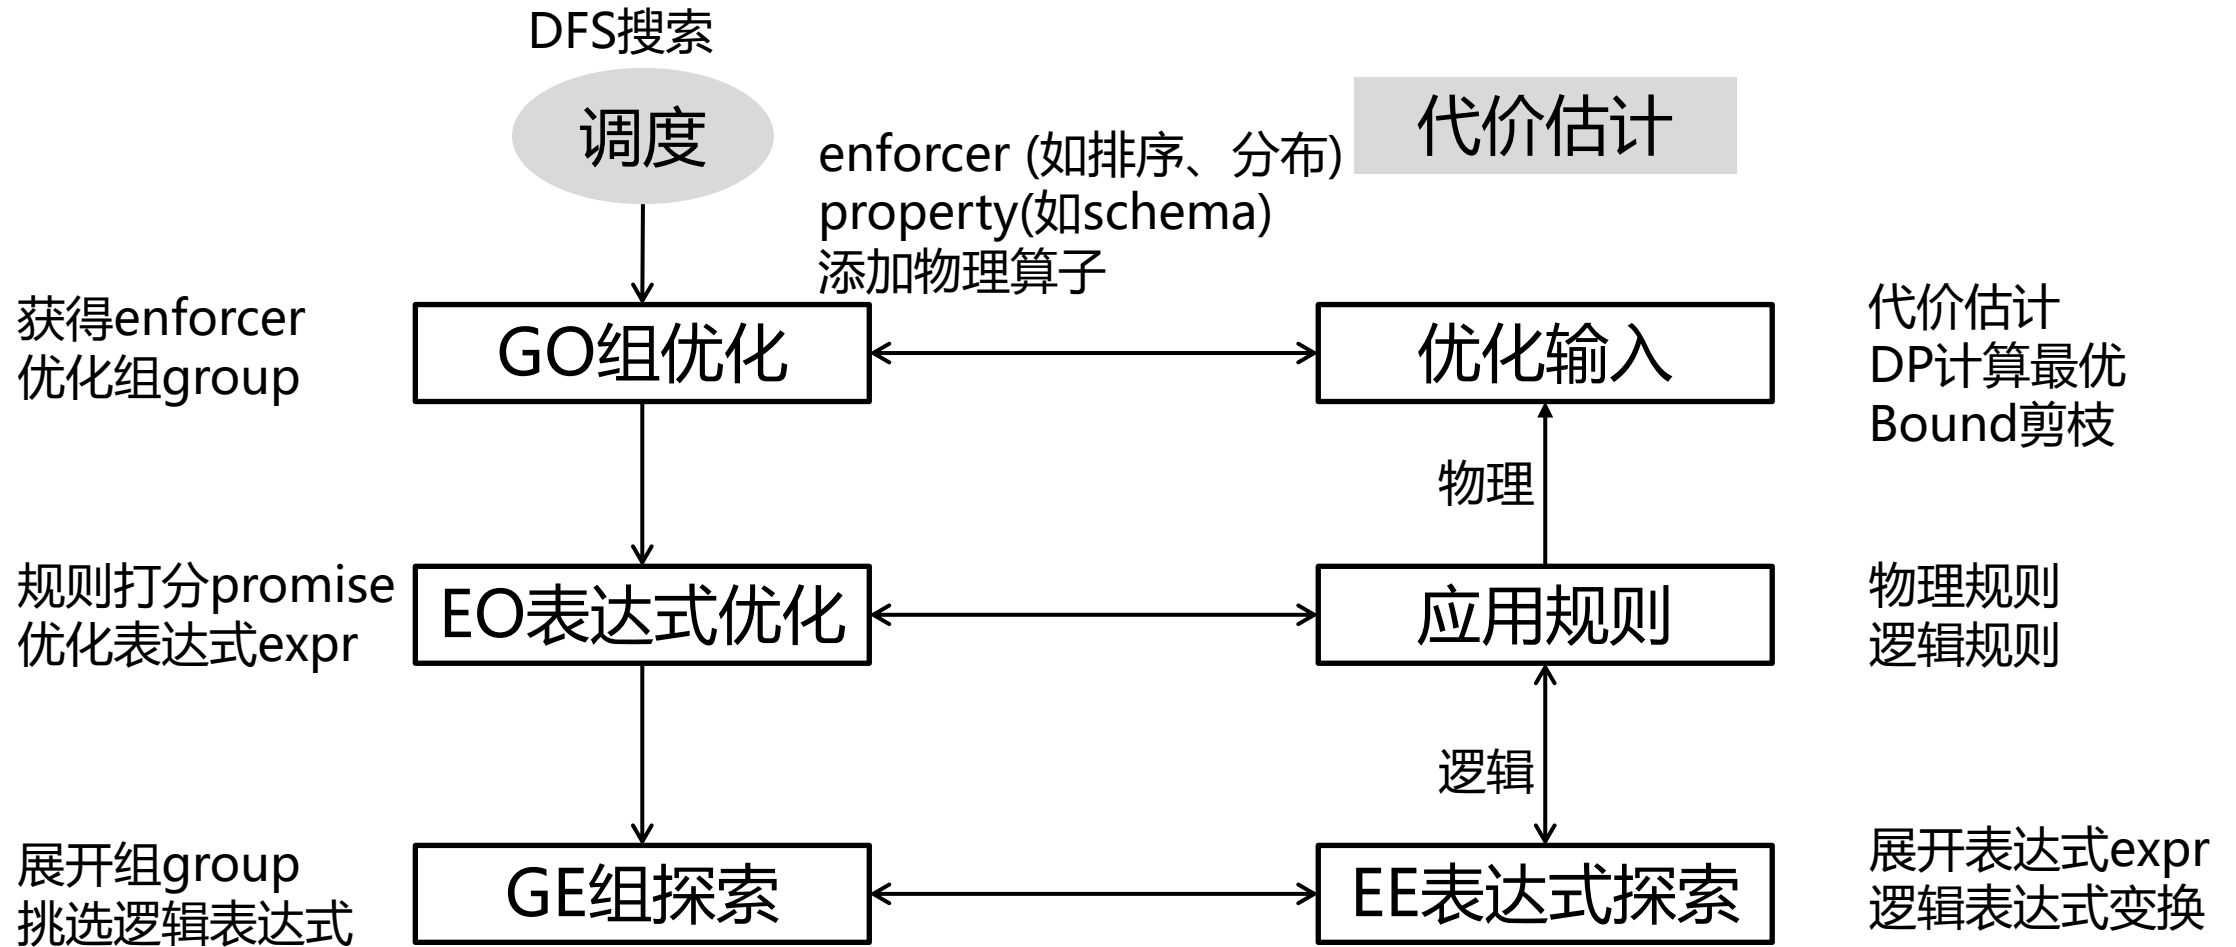 DFS搜索
调度
代价估计
enforcer (如排序、分布)
property(如schema)
添加物理算子
获得enforcer
优化组group
GO组优化
优化输入
代价估计
DP计算最优
Bound剪枝
物理
规则打分promise
优化表达式expr
EO表达式优化
应用规则
物理规则
逻辑规则
逻辑
展开组group
挑选逻辑表达式
GE组探索
EE表达式探索
展开表达式expr
逻辑表达式变换